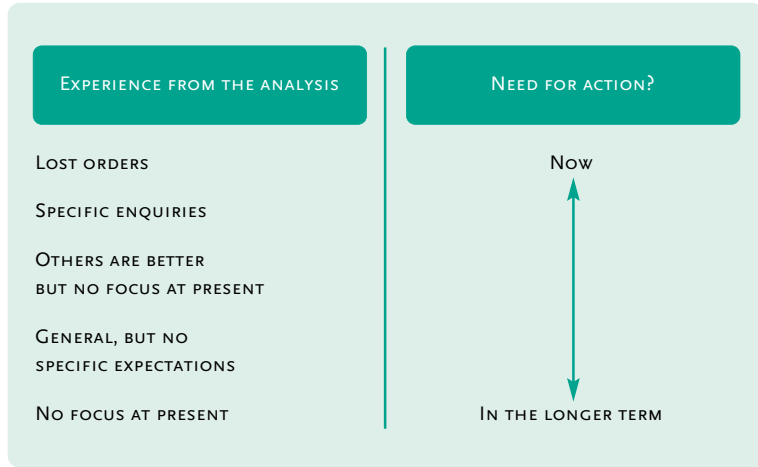 Experience from the analysis
Need for action?
Lost orders
Now
Specific enquiries
Others are better
but no focus at present
General, but no
specific expectations
No focus at present
In the longer term